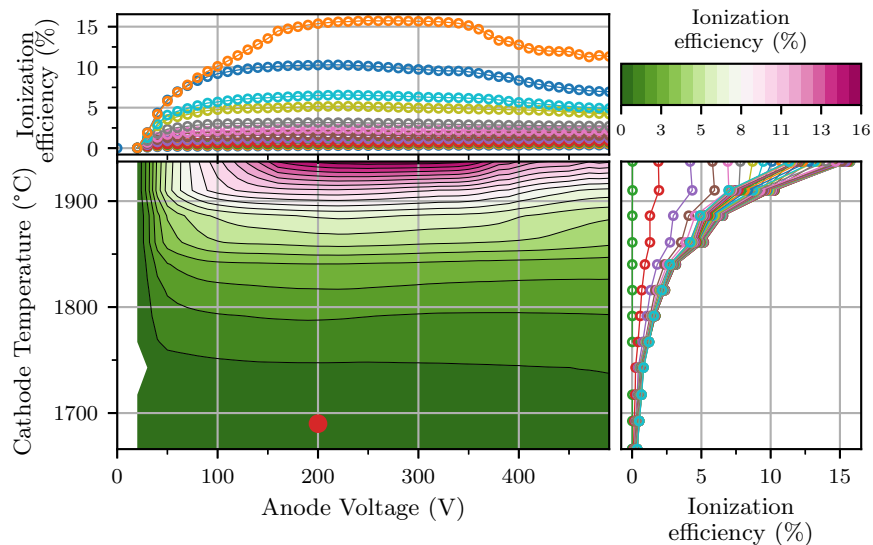 Ionization
efficiency (%)
0 3 5 8 11 13 16
Ionization
efficiency (%)
15
10
5
0
Cathode Temperature (°C)
1900
1800
1700
0 100 200 300 400
Anode Voltage (V)
0 5 10 15
Ionization
efficiency (%)